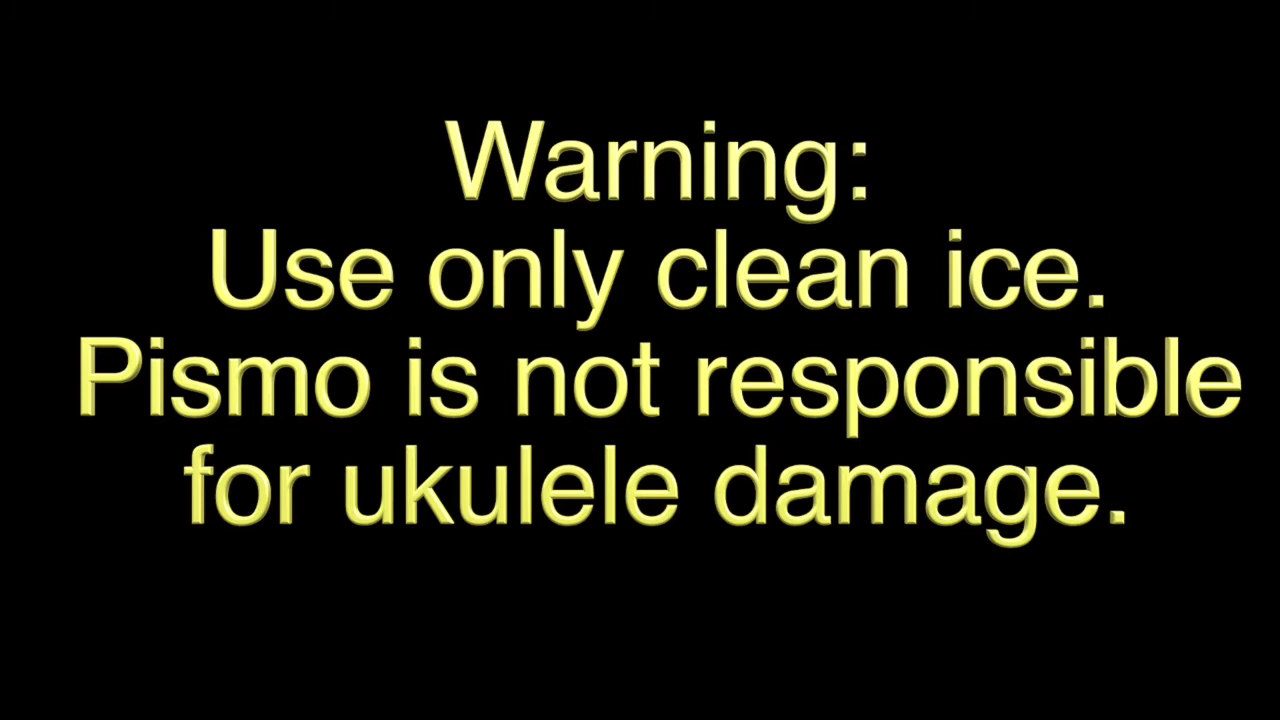 Warning:
Use only clean ice.
Pismo is not responsible
for ukulele damage.